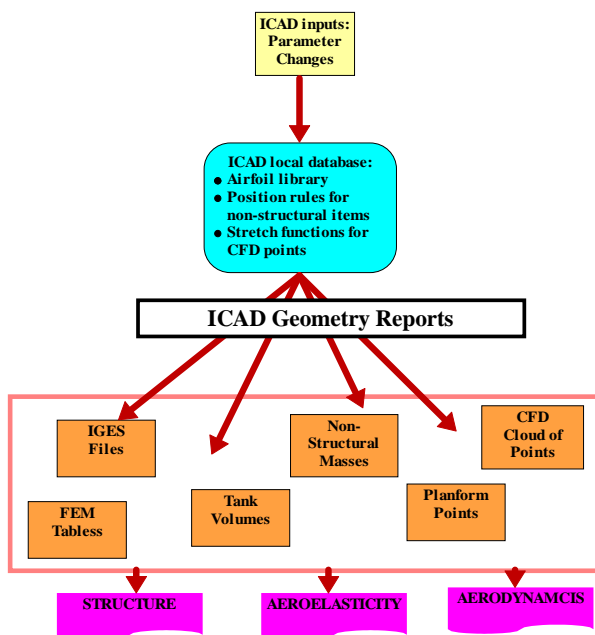 ICAD inputs:
Parameter
Changes
ICAD local database:
● Airfoil library
● Position rules for
non-structural items
● Stretch functions for
CFD points
ICAD Geometry Reports
IGES
Files
Non-
Structural
Masses
CFD
Cloud of
Points
FEM
Tabless
Tank
Volumes
Planform
Points
STRUCTURE
AEROELASTICITY
AERODYNAMCIS